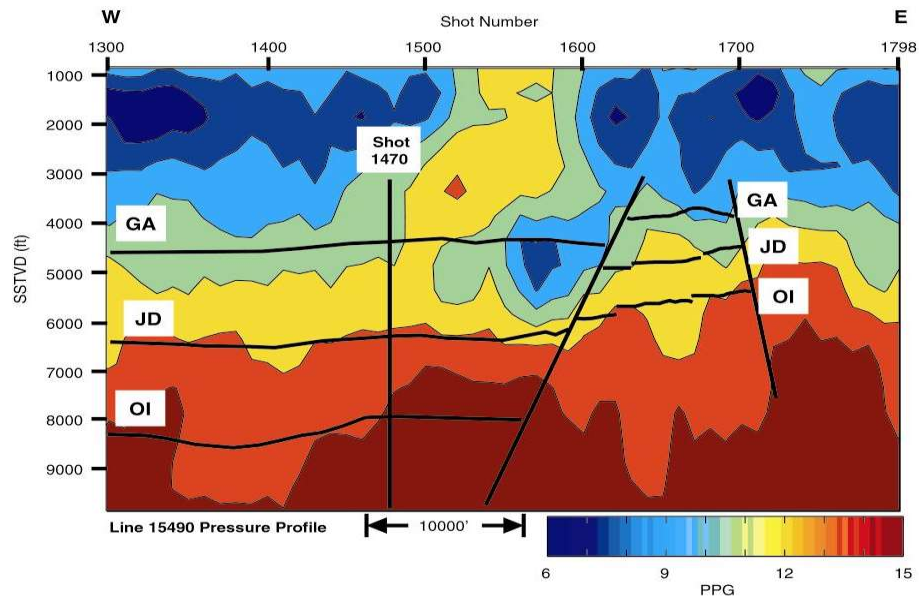 W
E
Shot Number
1300 1400 1500 1600 1700 1798
1000
2000
Shot
1470
3000
GA
GA
4000
JD
SSTVD (ft)
5000
OI
JD
6000
7000
OI
8000
9000
Line 15490 Pressure Profile
10000'
6 9 12 15
PPG